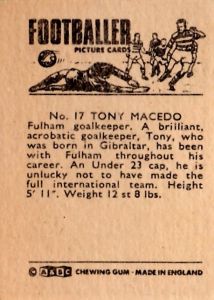 FOOTBALLER
PICTURE CARDS
No. 17 TONY MACEDO
Fulham goalkeeper. A brilliant,
acrobatic goalkeeper, Tony, who
was born in Gibraltar, has been
with Fulham throughout his
career. An Under 23 cap, he is
unlucky not to have made the
full international team. Height
5' 11". Weight 12 st 8 lbs.
© A&BC CHEWING GUM - MADE IN ENGLAND